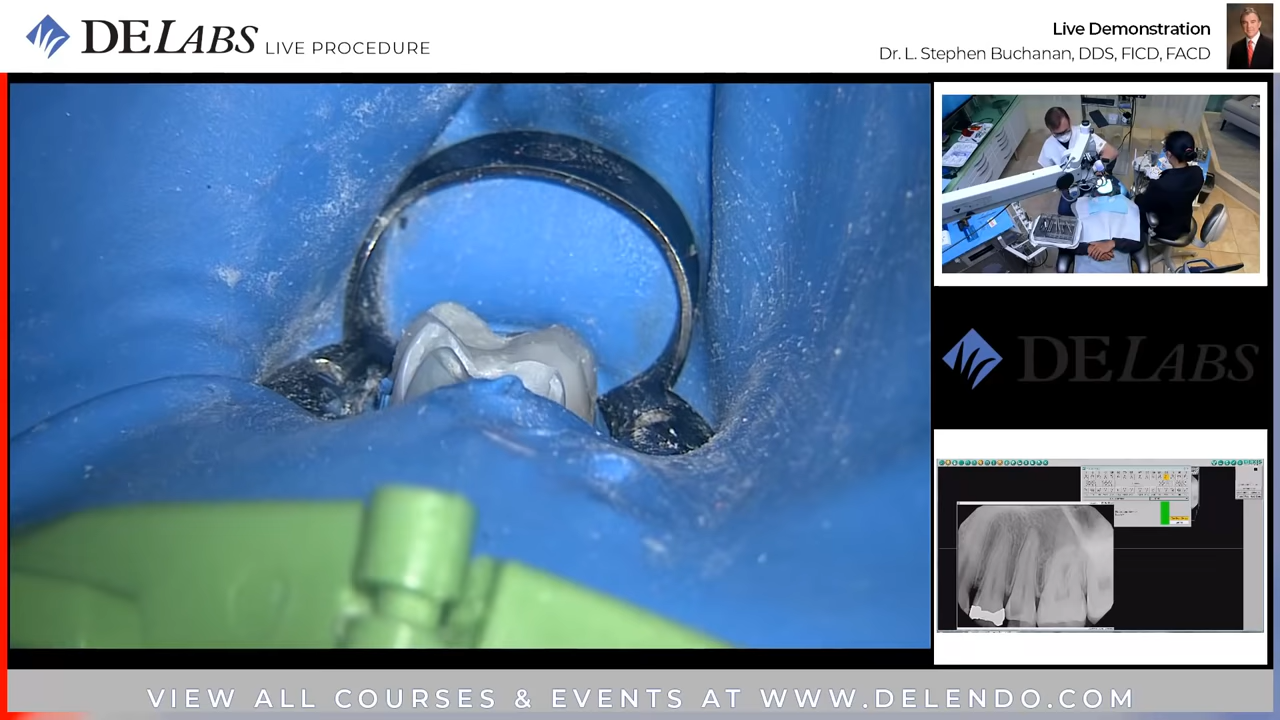 DELABS LIVE PROCEDURE
Live Demonstration
Dr. L. Stephen Buchanan, DDS, FICD, FACD
DELABS
VIEW ALL COURSES & EVENTS AT WWW.DELENDO.COM